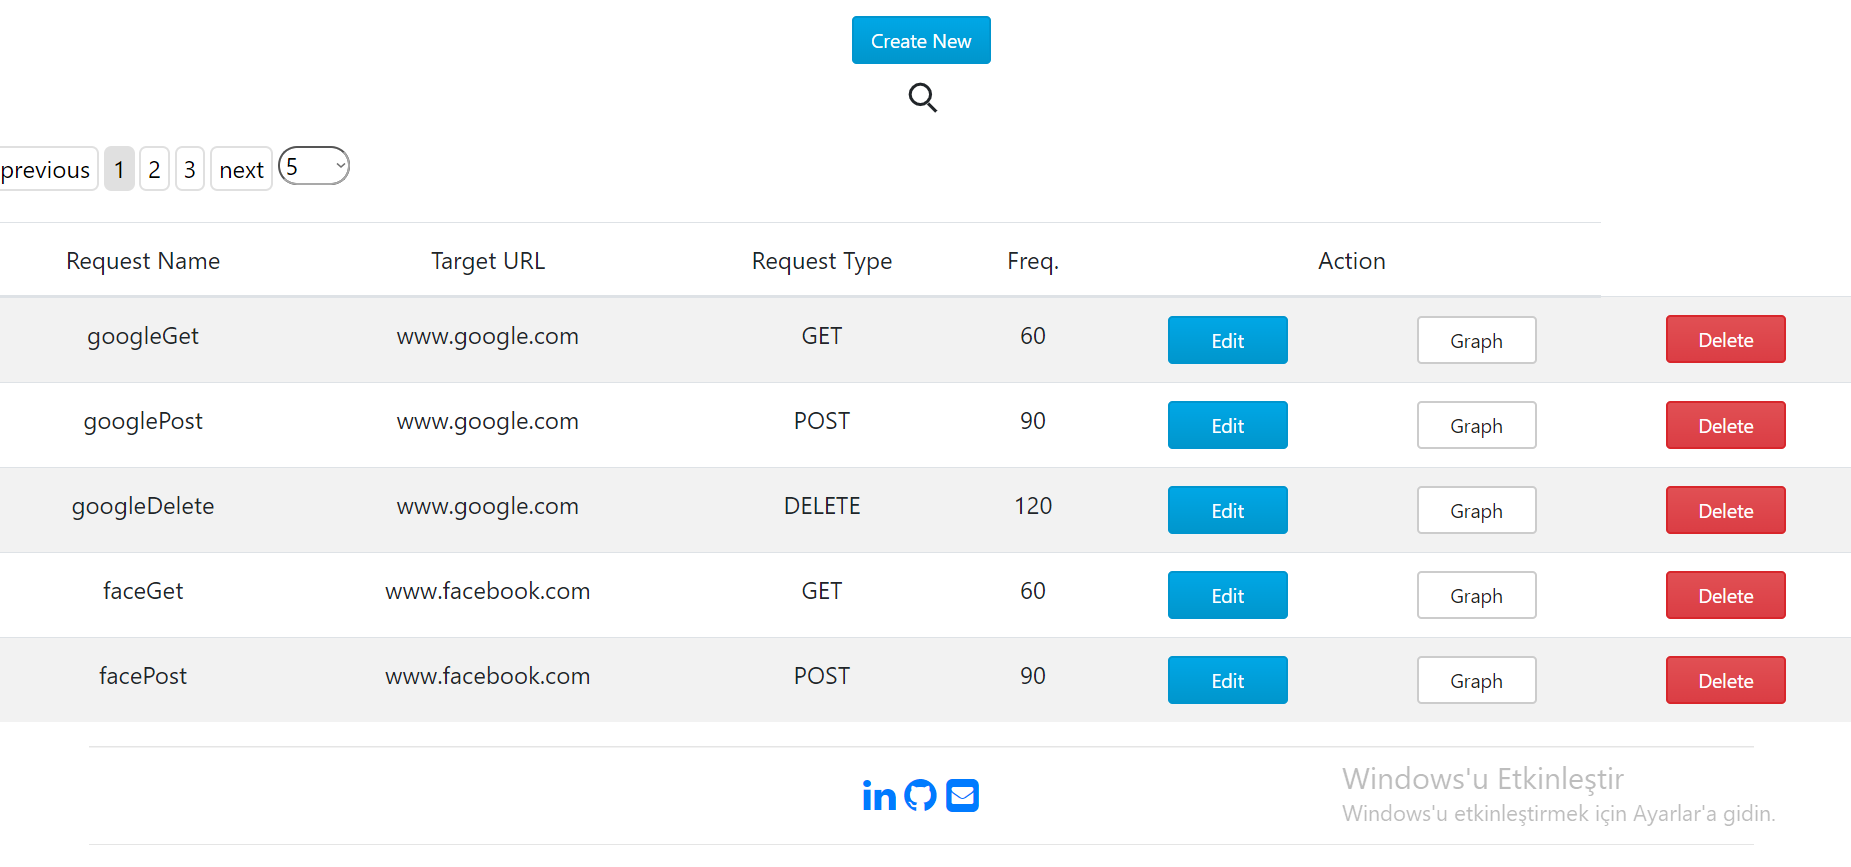 Create New
previous 1 2 3 next 5
Request Name Target URL Request Type Freq. Action
googleGet www.google.com GET 60 Edit Graph Delete
googlePost www.google.com POST 90 Edit Graph Delete
googleDelete www.google.com DELETE 120 Edit Graph Delete
faceGet www.facebook.com GET 60 Edit Graph Delete
facePost www.facebook.com POST 90 Edit Graph Delete
in
Windows'u Etkinleştir
Windows'u etkinleştirmek için Ayarlar'a gidin.